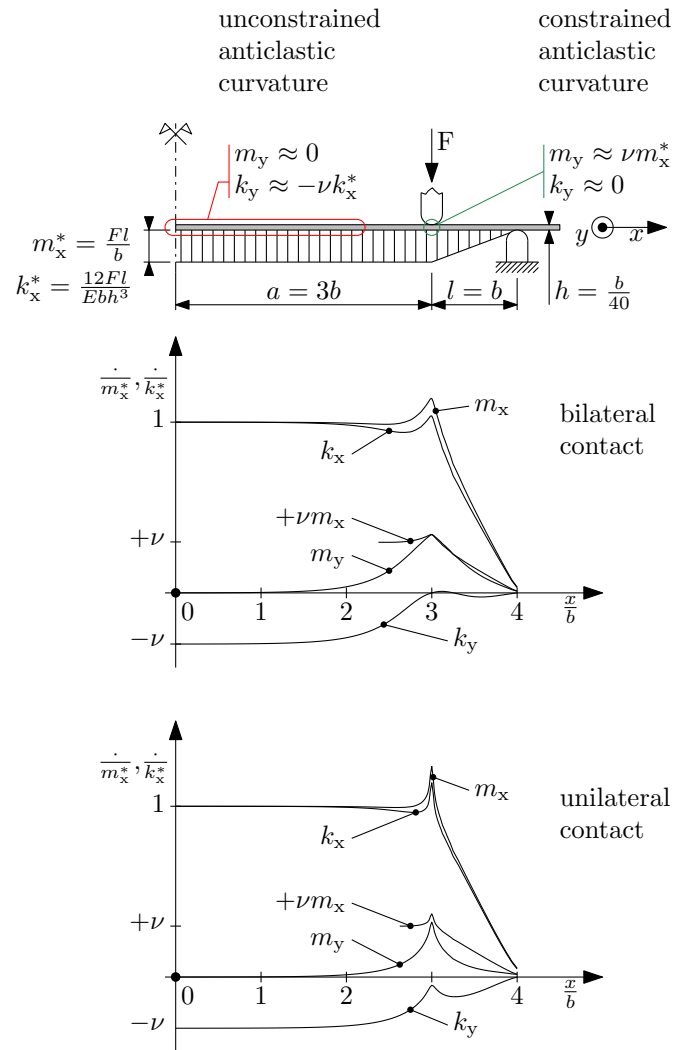 unconstrained
anticlastic
curvature
constrained
anticlastic
curvature
F
m_y ≈ 0
k_y ≈ −νk_x^*
m_y ≈ νm_x^*
k_y ≈ 0
m_x^* = Fl/b
k_x^* = 12Fl/Ebh³
y x
a = 3b
l = b
h = b/40
·/m_x^*, ·/k_x^*
1
m_x
bilateral
contact
k_x
+νm_x
+ν
m_y
0 1 2 3 4 x/b
−ν
k_y
·/m_x^*, ·/k_x^*
1
m_x
unilateral
contact
k_x
+νm_x
+ν
m_y
0 1 2 3 4 x/b
−ν
k_y